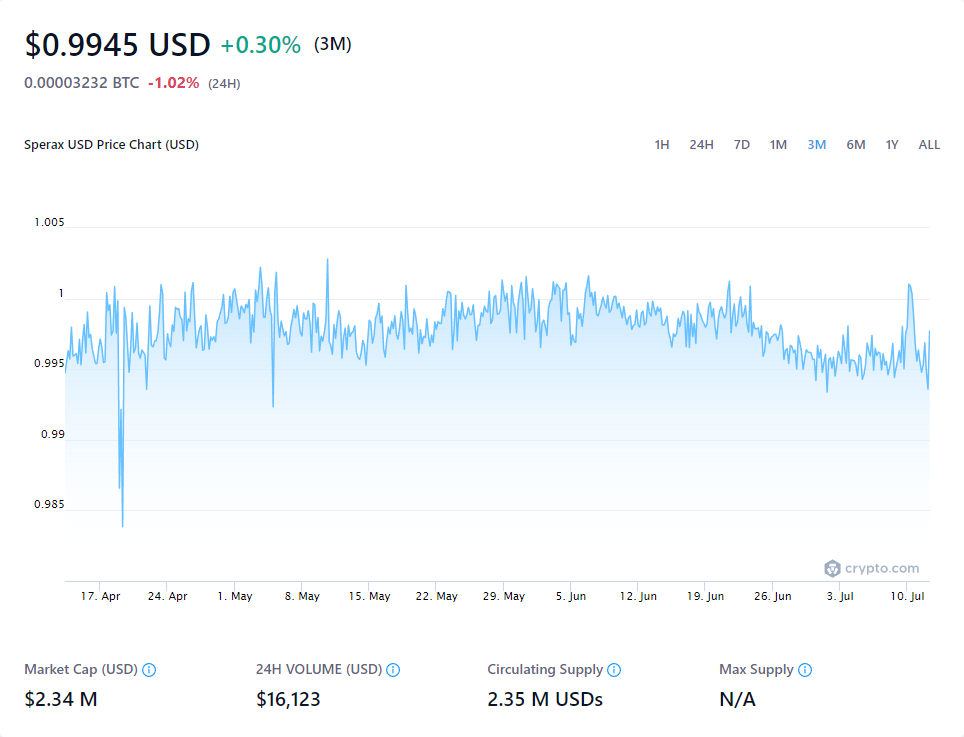 $0.9945 USD +0.30% (3M)
0.00003232 BTC -1.02% (24H)
Sperax USD Price Chart (USD)
1H 24H 7D 1M 3M 6M 1Y ALL
1.005
1
0.995
0.99
0.985
crypto.com
17. Apr 24. Apr 1. May 8. May 15. May 22. May 29. May 5. Jun 12. Jun 19. Jun 26. Jun 3. Jul 10. Jul
Market Cap (USD) 24H VOLUME (USD) Circulating Supply Max Supply
$2.34 M $16,123 2.35 M USDs N/A